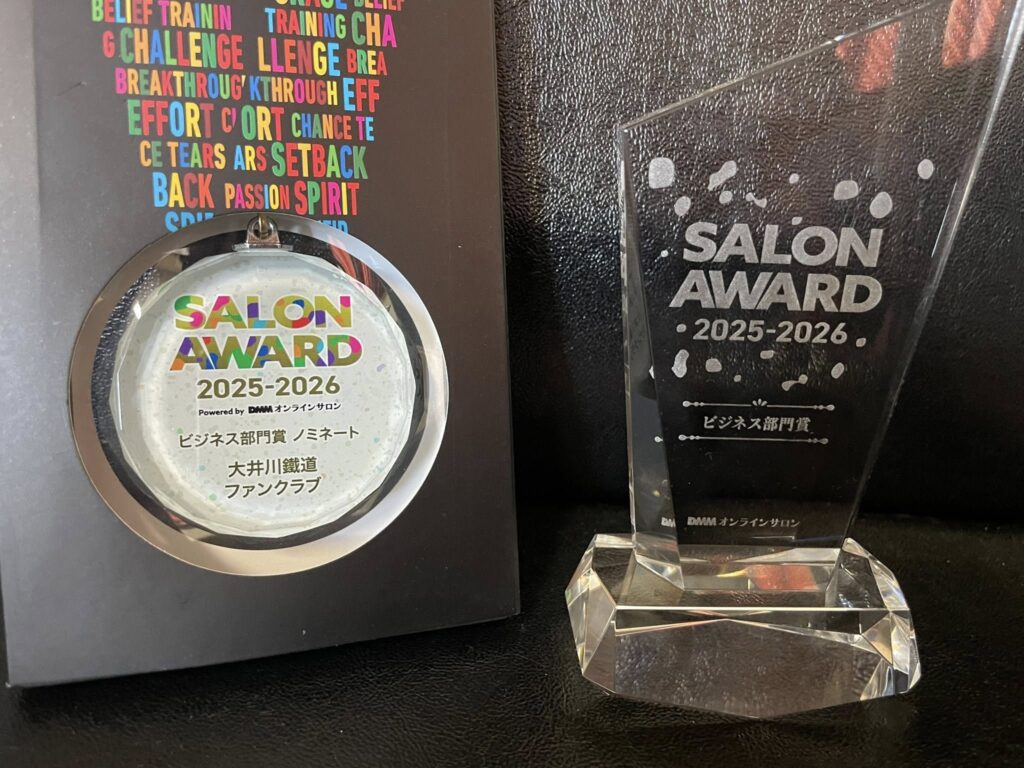 BELIEF TRAININ TRAINING CHA
G CHALLENGE LLENGE BREA
BREAKTHROUG' KTHROUGH EFF
EFFORT C' ORT CHANCE TE
CE TEARS ARS SETBACK
BACK PASSION SPIRIT
SALON
AWARD
2025-2026
Powered by DMM オンラインサロン
ビジネス部門賞 ノミネート
大井川鐵道
ファンクラブ
SALON
AWARD
2025-2026
ビジネス部門賞
DMM オンラインサロン